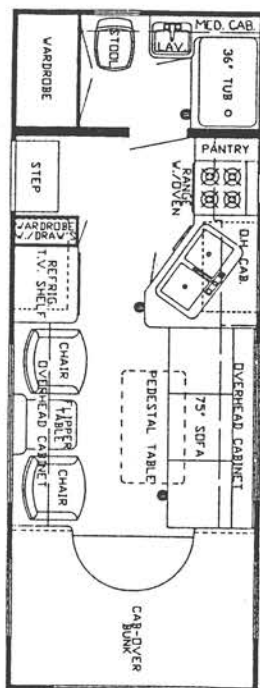 MED. CAB.
LAV.
STOOL
WARDROBE
36" TUB
PANTRY
RANGE
W./OVEN
STEP
O.H. CAB.
WARDROBE
W./DRAW
REFRIG.
T.V. SHELF
OVERHEAD CABINET
75" SOFA
PEDESTAL TABLE
CHAIR
TABLE
CHAIR
OVERHEAD CABINET
CAB-OVER
BUNK